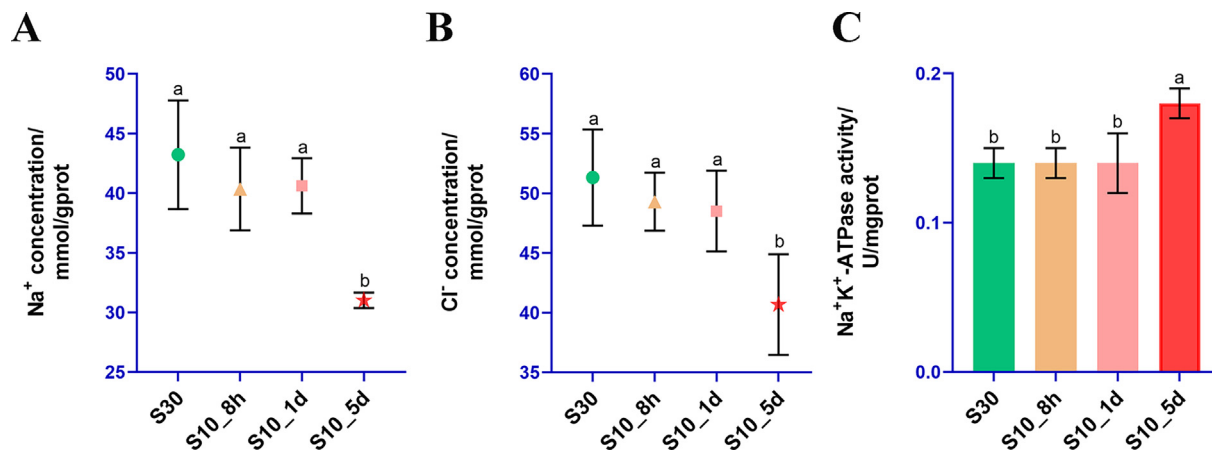 A
Na⁺ concentration/
mmol/gprot
50
45
40
35
30
25
a
a
a
b
S30
S10_8h
S10_1d
S10_5d
B
Cl⁻ concentration/
mmol/gprot
60
55
50
45
40
35
a
a
a
b
S30
S10_8h
S10_1d
S10_5d
C
Na⁺K⁺-ATPase activity/
U/mgprot
0.2
0.1
0.0
b
b
b
a
S30
S10_8h
S10_1d
S10_5d